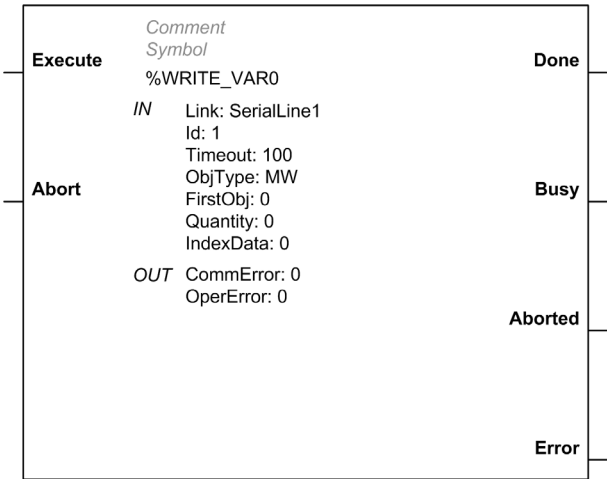 Comment
Symbol
Execute
Done
%WRITE_VAR0
IN Link: SerialLine1
Id: 1
Timeout: 100
ObjType: MW
Abort
Busy
FirstObj: 0
Quantity: 0
IndexData: 0
OUT CommError: 0
OperError: 0
Aborted
Error